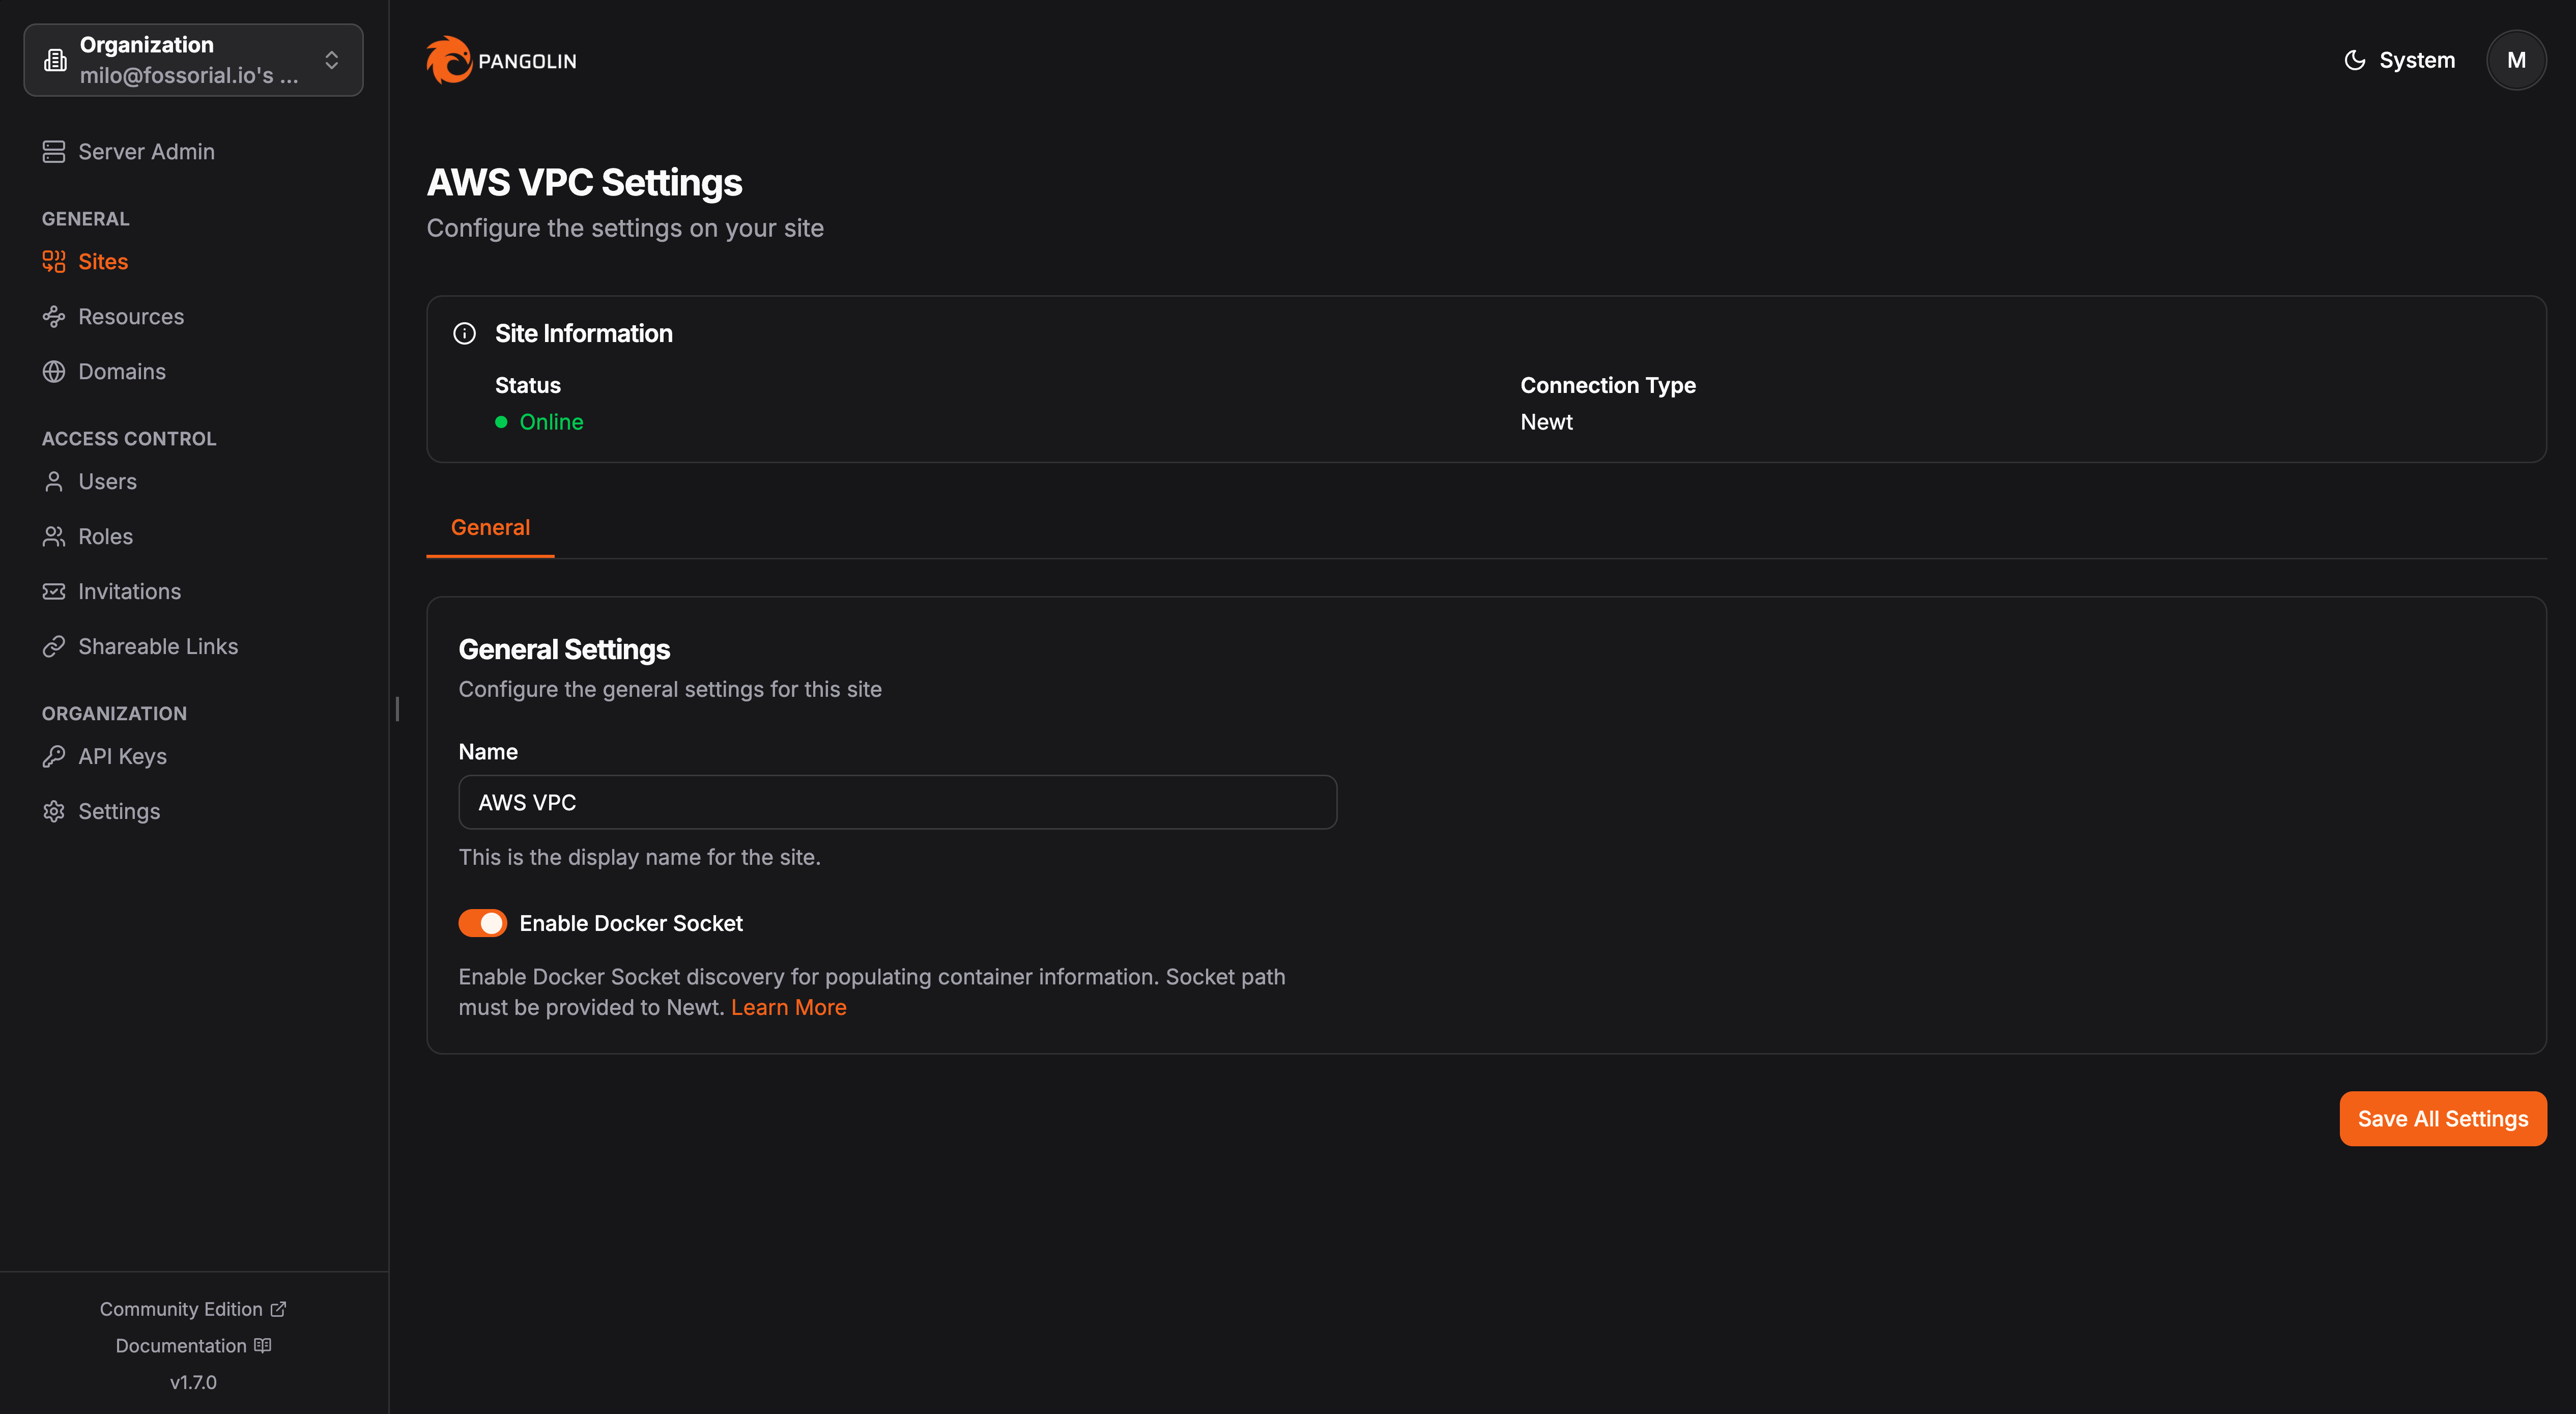 Organization
milo@fossorial.io's ...
Server Admin
GENERAL
Sites
Resources
Domains
ACCESS CONTROL
Users
Roles
Invitations
Shareable Links
ORGANIZATION
API Keys
Settings
Community Edition
Documentation
v1.7.0
PANGOLIN
System
M
AWS VPC Settings
Configure the settings on your site
Site Information
Status
Online
Connection Type
Newt
General
General Settings
Configure the general settings for this site
Name
AWS VPC
This is the display name for the site.
Enable Docker Socket
Enable Docker Socket discovery for populating container information. Socket path
must be provided to Newt. Learn More
Save All Settings